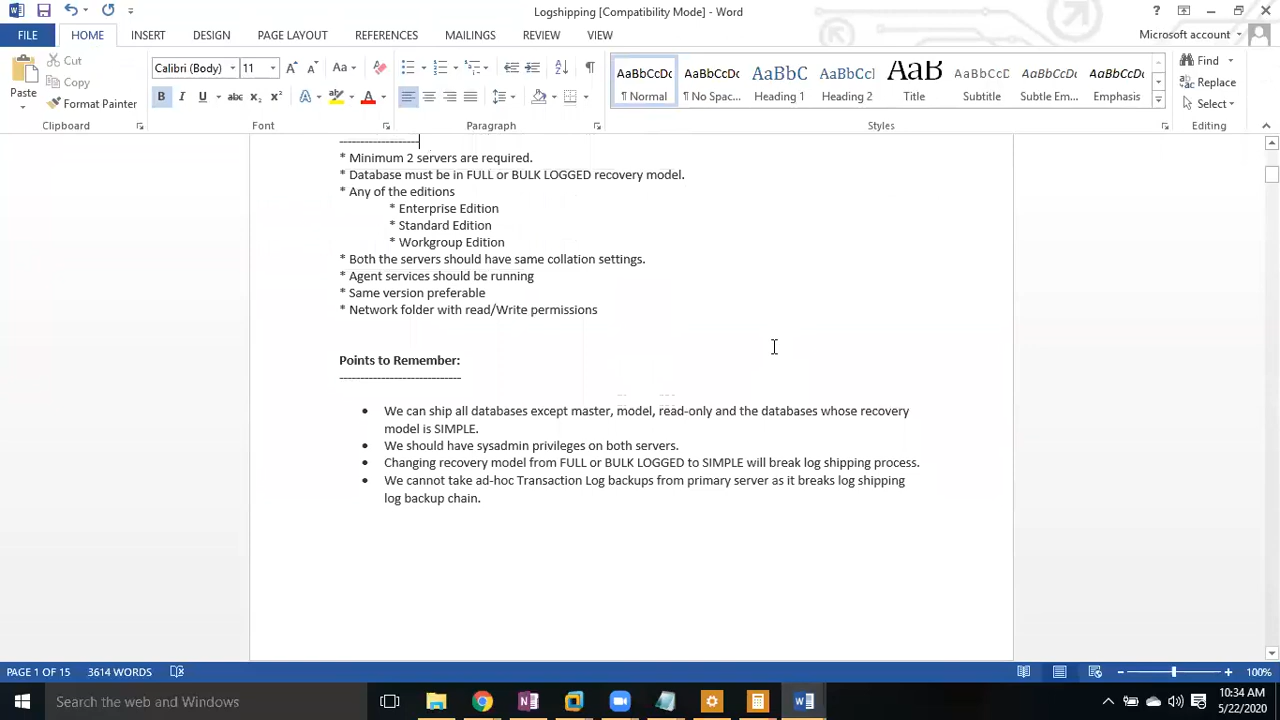 Logshipping [Compatibility Mode] - Word
?
FILE HOME INSERT DESIGN PAGE LAYOUT REFERENCES MAILINGS REVIEW VIEW Microsoft account
Paste Cut Copy Format Painter
Calibri (Body) 11
B I U abc
AaBbCcDc AaBbCcDc AaBbC AaBbCcI AaB AaBbCcD AaBbCcDc AaBbCcDc
¶ Normal ¶ No Spac... Heading 1 Heading 2 Title Subtitle Subtle Em... Emphasis
Find Replace Select
Clipboard Font Paragraph Styles Editing
--------------------
* Minimum 2 servers are required.
* Database must be in FULL or BULK LOGGED recovery model.
* Any of the editions
* Enterprise Edition
* Standard Edition
* Workgroup Edition
* Both the servers should have same collation settings.
* Agent services should be running
* Same version preferable
* Network folder with read/Write permissions
Points to Remember:
-----------------------------
• We can ship all databases except master, model, read-only and the databases whose recovery
model is SIMPLE.
• We should have sysadmin privileges on both servers.
• Changing recovery model from FULL or BULK LOGGED to SIMPLE will break log shipping process.
• We cannot take ad-hoc Transaction Log backups from primary server as it breaks log shipping
log backup chain.
PAGE 1 OF 15 3614 WORDS 100%
Search the web and Windows
10:34 AM
5/22/2020